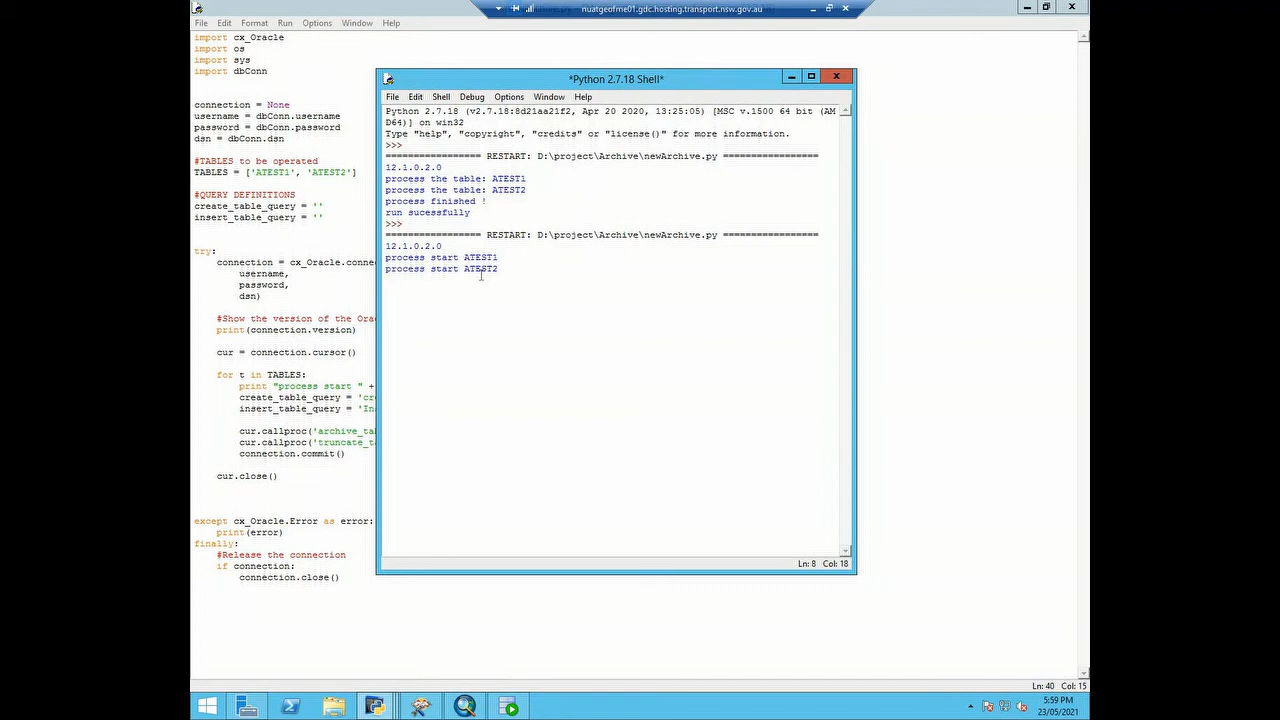 nuatgeofme01.gdc.hosting.transport.nsw.gov.au
File Edit Format Run Options Window Help
import cx_Oracle
import os
import sys
import dbConn
connection = None
username = dbConn.username
password = dbConn.password
dsn = dbConn.dsn
#TABLES to be operated
TABLES = ['ATEST1', 'ATEST2']
#QUERY DEFINITIONS
create_table_query = ''
insert_table_query = ''
try:
connection = cx_Oracle.conne
username,
password,
dsn)
#Show the version of the Ora
print(connection.version)
cur = connection.cursor()
for t in TABLES:
print "process start " +
create_table_query = 'cr
insert_table_query = 'In
cur.callproc('archive_ta
cur.callproc('truncate_t
connection.commit()
cur.close()
except cx_Oracle.Error as error:
print(error)
finally:
#Release the connection
if connection:
connection.close()
*Python 2.7.18 Shell*
File Edit Shell Debug Options Window Help
Python 2.7.18 (v2.7.18:8d21aa21f2, Apr 20 2020, 13:25:05) [MSC v.1500 64 bit (AM
D64)] on win32
Type "help", "copyright", "credits" or "license()" for more information.
>>>
================= RESTART: D:\project\Archive\newArchive.py =================
12.1.0.2.0
process the table: ATEST1
process the table: ATEST2
process finished !
run sucessfully
>>>
================= RESTART: D:\project\Archive\newArchive.py =================
12.1.0.2.0
process start ATEST1
process start ATEST2
Ln: 8 Col: 18
Ln: 40 Col: 15
5:59 PM
23/05/2021